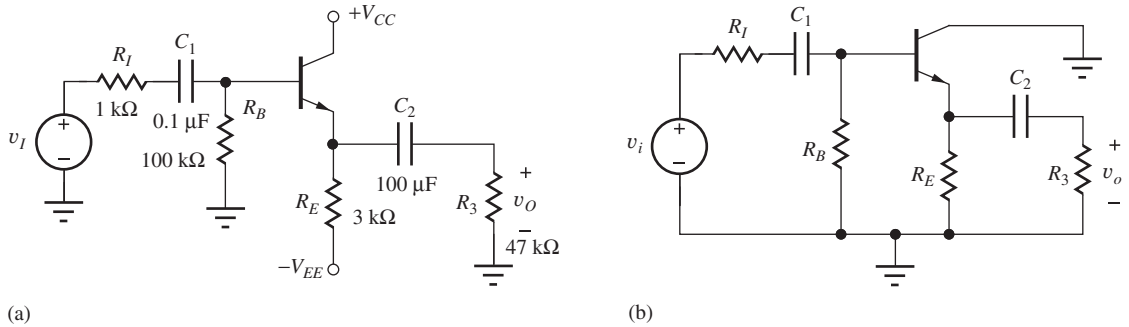 +V_CC
R_I
C_1
1 kΩ
0.1 μF
R_B
100 kΩ
v_I
+
−
C_2
100 μF
R_E
3 kΩ
R_3
+
v_O
−
47 kΩ
−V_EE
(a)
R_I
C_1
v_i
+
−
R_B
C_2
R_E
R_3
+
v_o
−
(b)